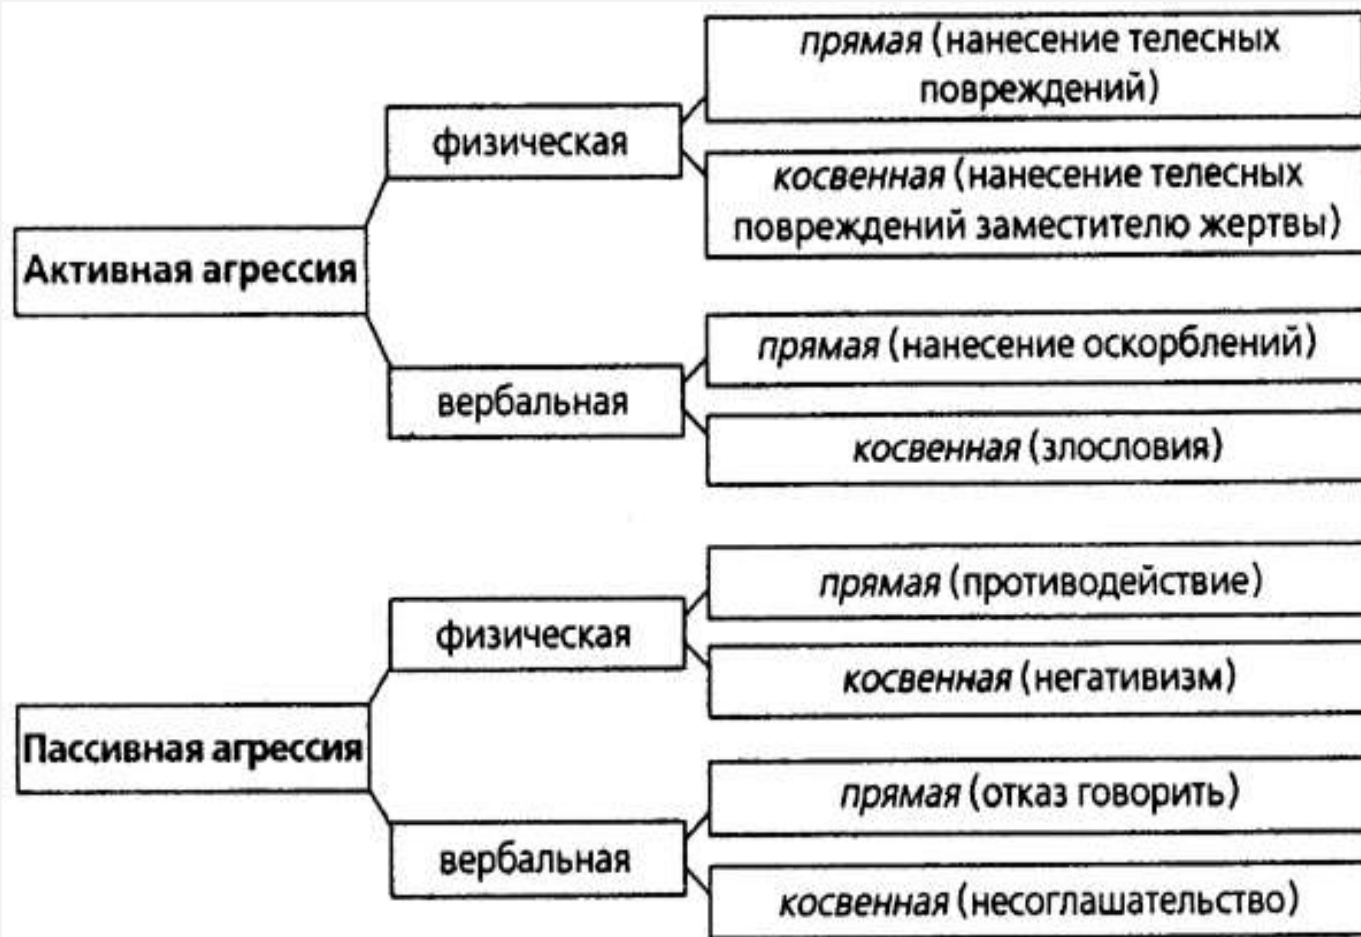 прямая (нанесение телесных
повреждений)
физическая
косвенная (нанесение телесных
повреждений заместителю жертвы)
Активная агрессия
прямая (нанесение оскорблений)
вербальная
косвенная (злословия)
прямая (противодействие)
физическая
косвенная (негативизм)
Пассивная агрессия
прямая (отказ говорить)
вербальная
косвенная (несоглашательство)